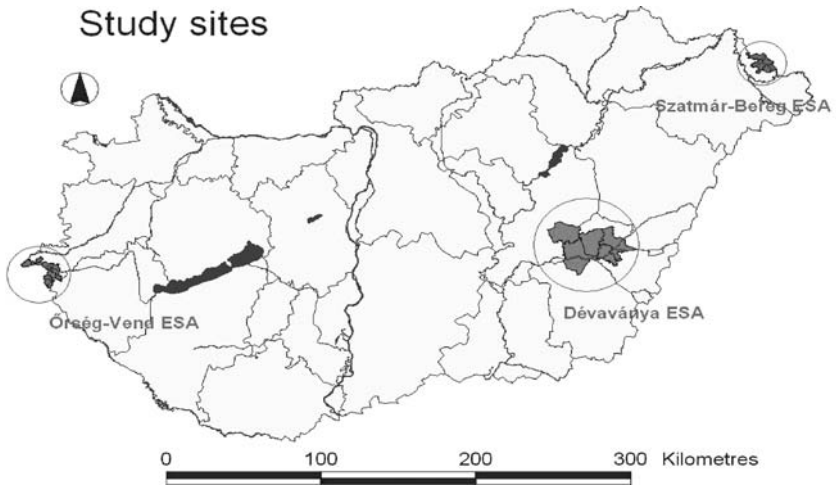 Study sites
Szatmár-Bereg ESA
Őrség-Vend ESA
Dévaványa ESA
0 100 200 300 Kilometres